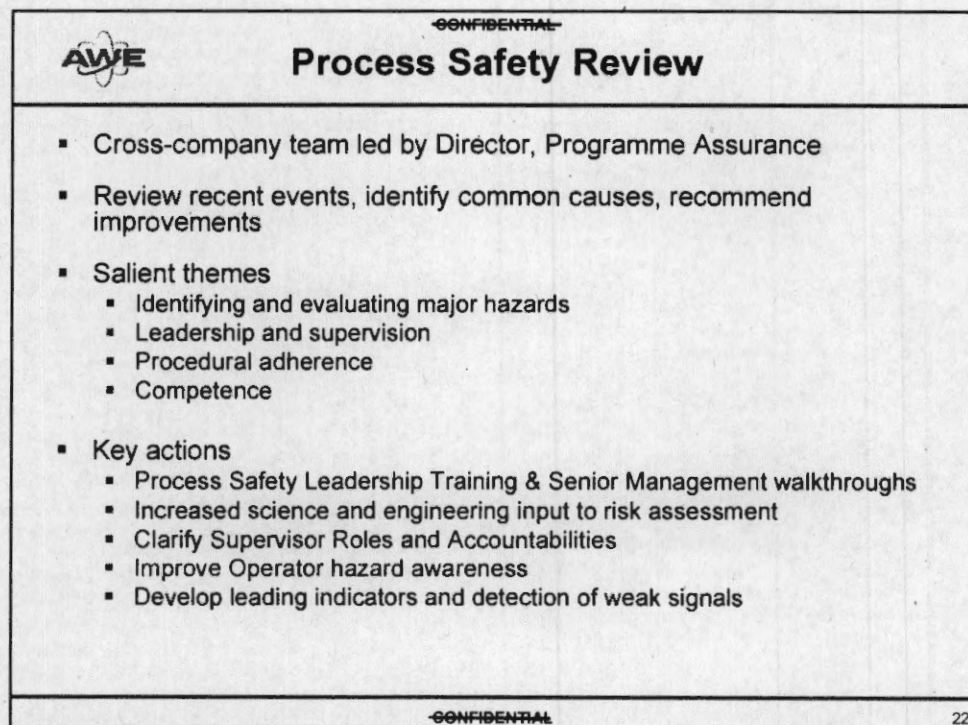 CONFIDENTIAL
AWE
Process Safety Review
▪ Cross-company team led by Director, Programme Assurance
▪ Review recent events, identify common causes, recommend
improvements
▪ Salient themes
▪ Identifying and evaluating major hazards
▪ Leadership and supervision
▪ Procedural adherence
▪ Competence
▪ Key actions
▪ Process Safety Leadership Training & Senior Management walkthroughs
▪ Increased science and engineering input to risk assessment
▪ Clarify Supervisor Roles and Accountabilities
▪ Improve Operator hazard awareness
▪ Develop leading indicators and detection of weak signals
CONFIDENTIAL
22